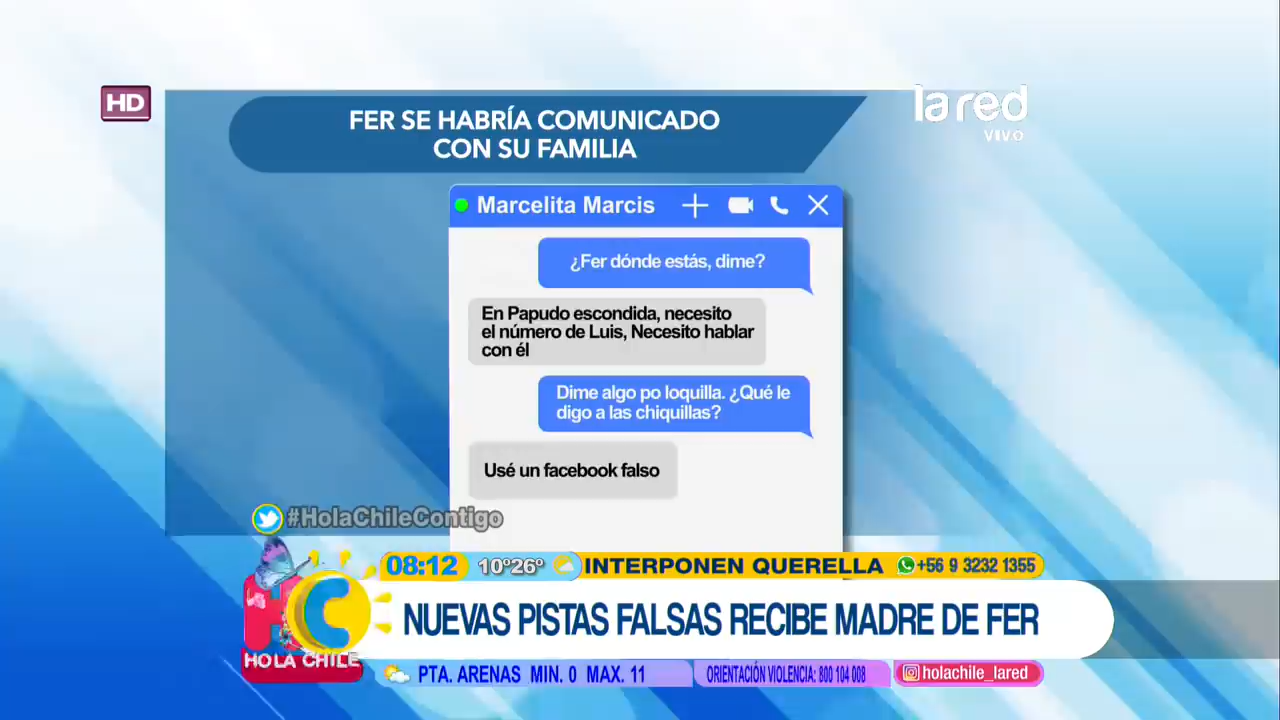 HD
la red
VIVO
FER SE HABRÍA COMUNICADO
CON SU FAMILIA
Marcelita Marcis
¿Fer dónde estás, dime?
En Papudo escondida, necesito
el número de Luis, Necesito hablar
con él
Dime algo po loquilla. ¿Qué le
digo a las chiquillas?
Usé un facebook falso
#HolaChileContigo
08:12 10º26º INTERPONEN QUERELLA +56 9 3232 1355
HC
HOLA CHILE
NUEVAS PISTAS FALSAS RECIBE MADRE DE FER
PTA. ARENAS MIN. 0 MAX. 11 ORIENTACIÓN VIOLENCIA: 800 104 008 holachile_lared